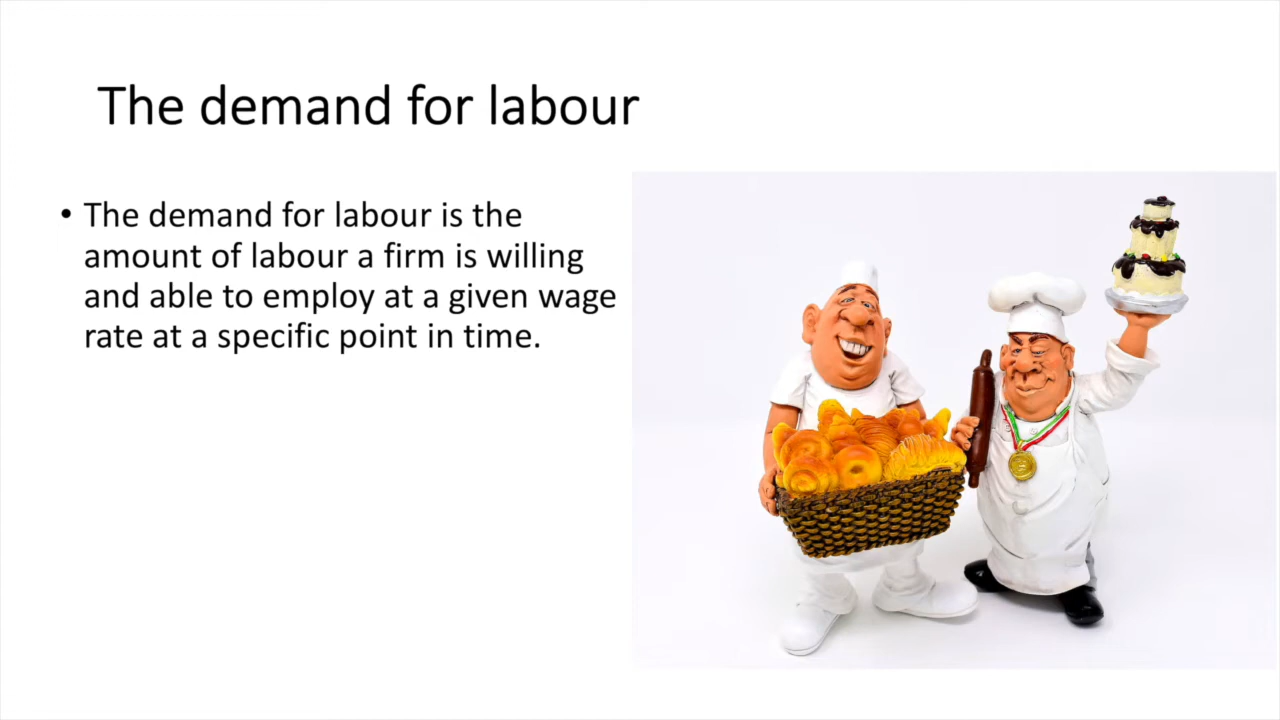 The demand for labour
• The demand for labour is the
amount of labour a firm is willing
and able to employ at a given wage
rate at a specific point in time.